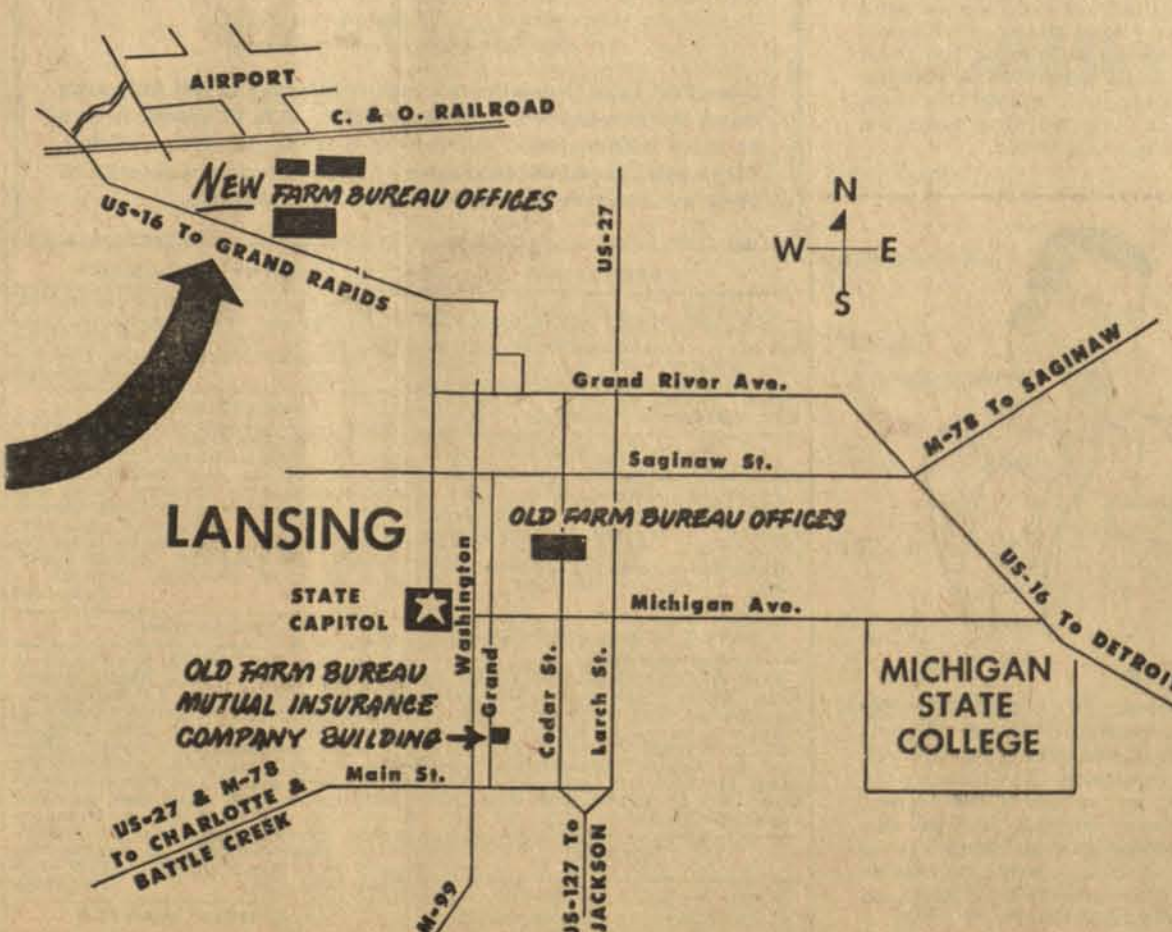 AIRPORT
C. & O. RAILROAD
NEW FARM BUREAU OFFICES
US-16 To GRAND RAPIDS
US-27
N
W E
S
Grand River Ave.
M-78 To SAGINAW
Saginaw St.
LANSING
OLD FARM BUREAU OFFICES
STATE
CAPITOL
Washington
Michigan Ave.
US-16 To DETROIT
OLD FARM BUREAU
MUTUAL INSURANCE
COMPANY BUILDING
Grand
Cedar St.
Larch St.
MICHIGAN
STATE
COLLEGE
Main St.
US-27 & M-78
To CHARLOTTE &
BATTLE CREEK
M-99
US-127 To
JACKSON